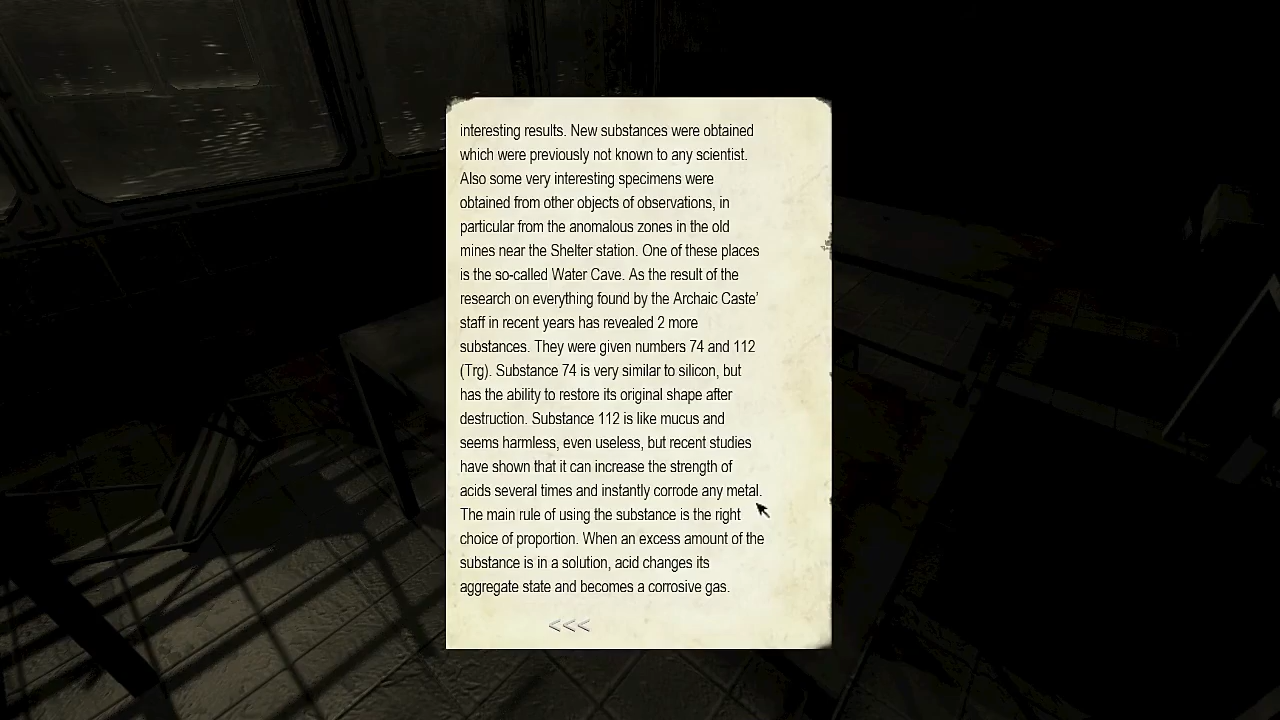 interesting results. New substances were obtained
which were previously not known to any scientist.
Also some very interesting specimens were
obtained from other objects of observations, in
particular from the anomalous zones in the old
mines near the Shelter station. One of these places
is the so-called Water Cave. As the result of the
research on everything found by the Archaic Caste’
staff in recent years has revealed 2 more
substances. They were given numbers 74 and 112
(Trg). Substance 74 is very similar to silicon, but
has the ability to restore its original shape after
destruction. Substance 112 is like mucus and
seems harmless, even useless, but recent studies
have shown that it can increase the strength of
acids several times and instantly corrode any metal.
The main rule of using the substance is the right
choice of proportion. When an excess amount of the
substance is in a solution, acid changes its
aggregate state and becomes a corrosive gas.
<<<